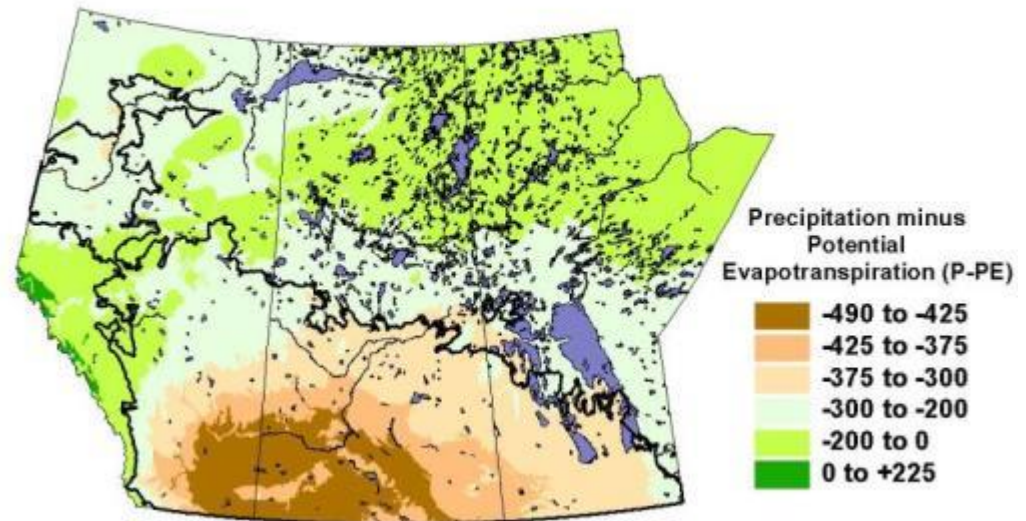 Precipitation minus
Potential
Evapotranspiration (P-PE)
-490 to -425
-425 to -375
-375 to -300
-300 to -200
-200 to 0
0 to +225